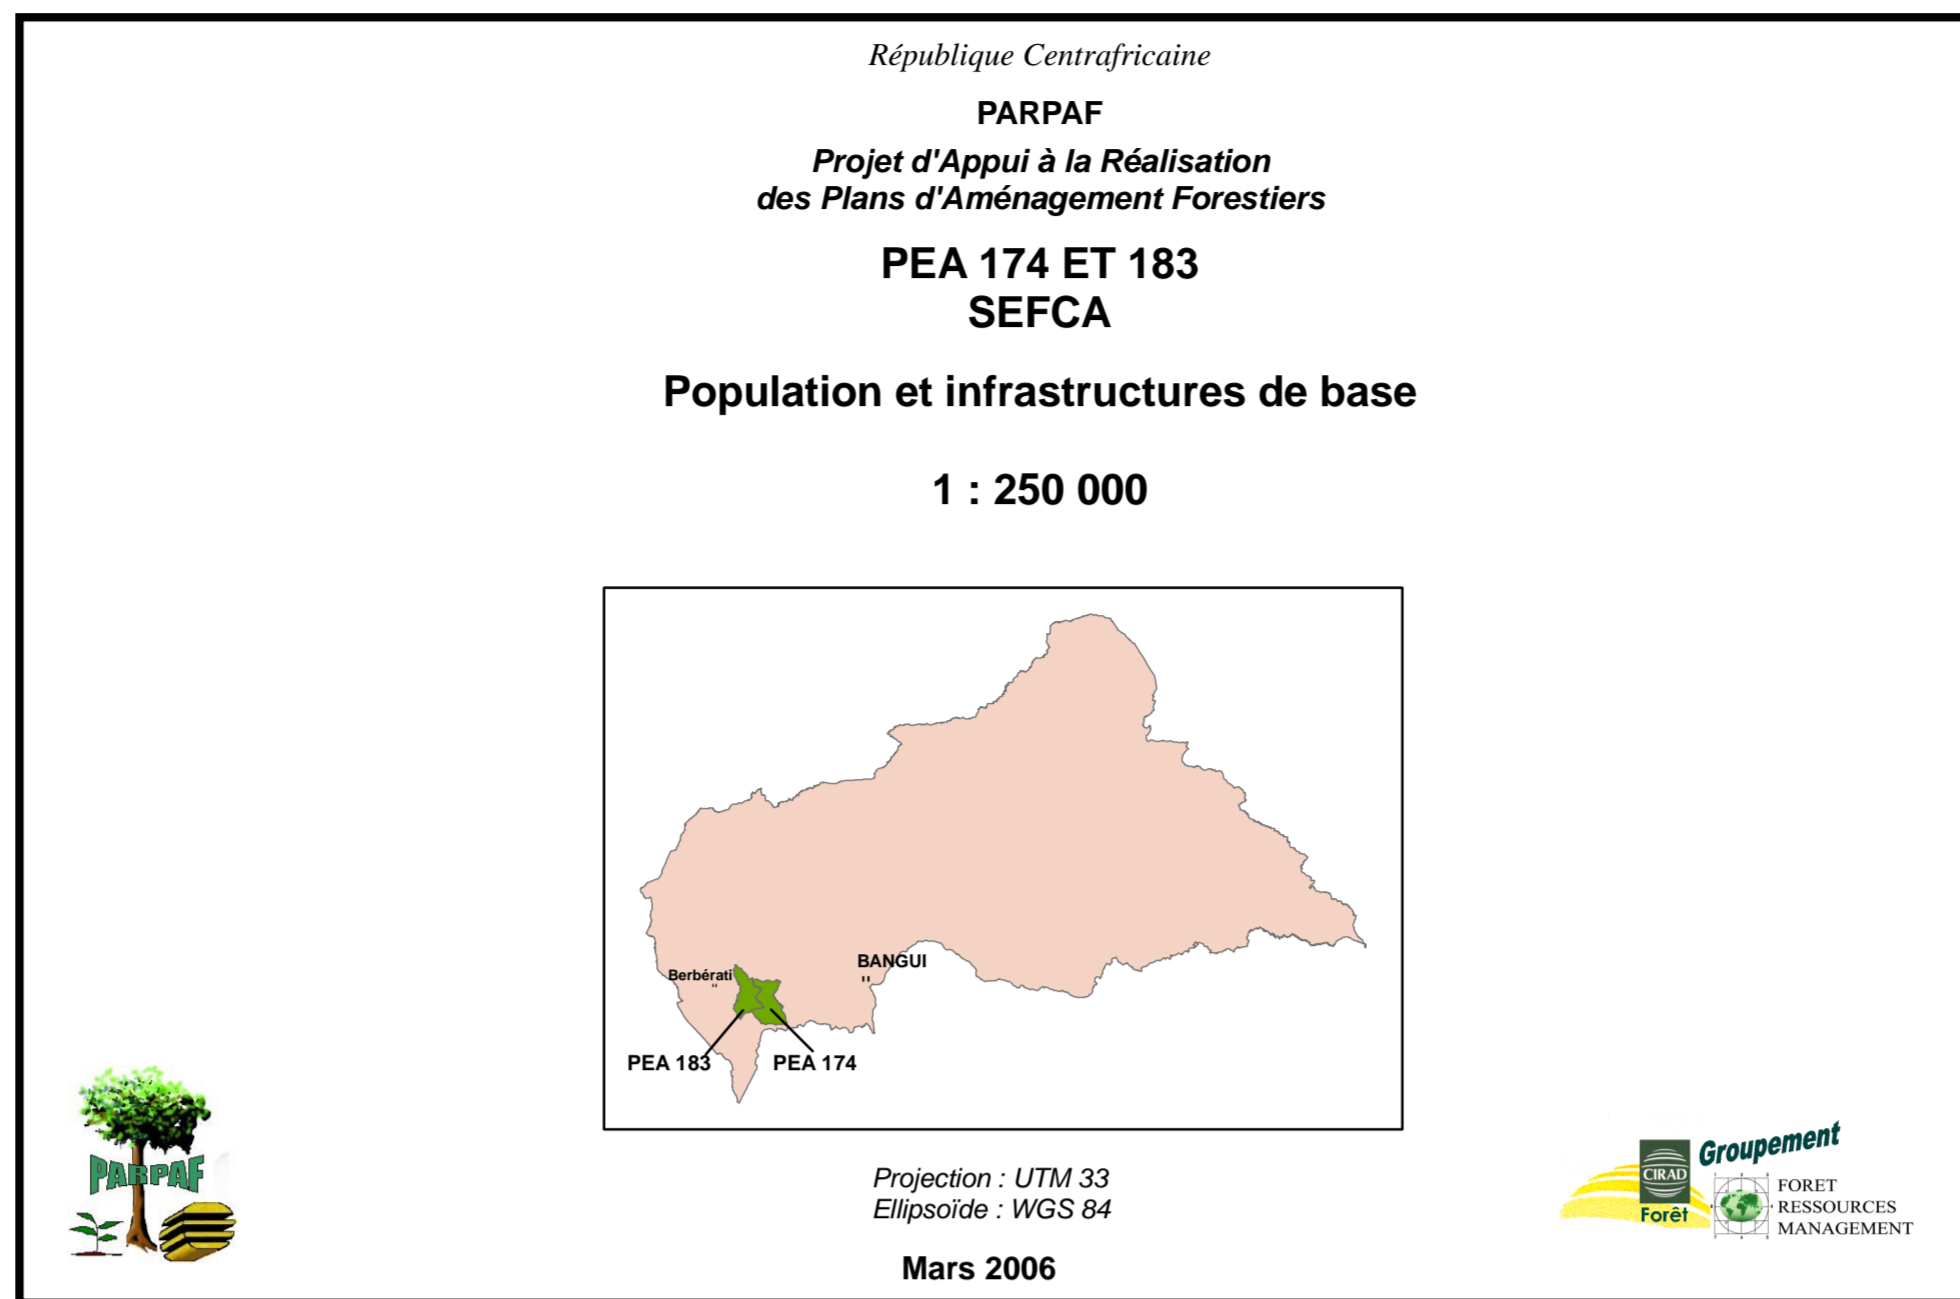 République Centrafricaine
PARPAF
Projet d'Appui à la Réalisation
des Plans d'Aménagement Forestiers
PEA 174 ET 183
SEFCA
Population et infrastructures de base
1 : 250 000
BANGUI
Berbérati
PEA 183
PEA 174
PARPAF
Projection : UTM 33
Ellipsoïde : WGS 84
Mars 2006
Groupement
CIRAD
Forêt
FORET
RESSOURCES
MANAGEMENT